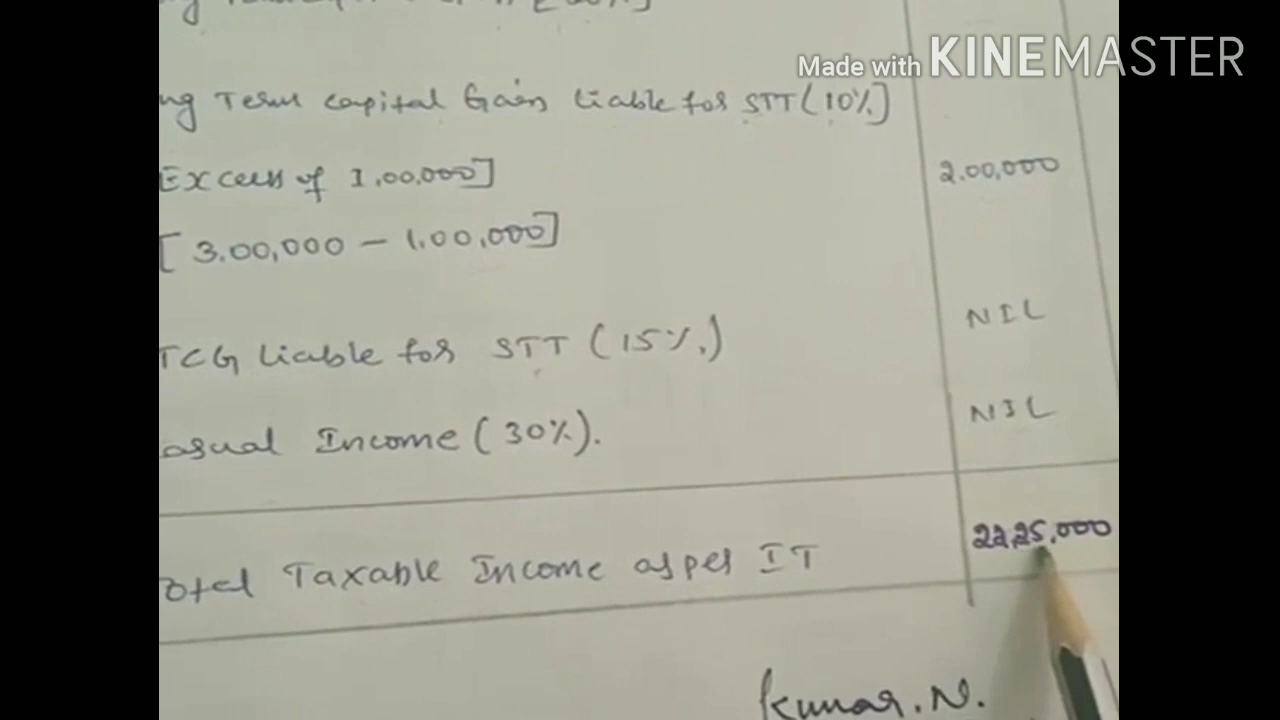 Made with KINEMASTER
ng Term Capital Gain liable for STT (10%]
Excess of 1,00,000]
2.00,000
[3.00,000 - 1.00,000]
TCG Liable for STT (15%)
NIL
asual Income (30%).
NIL
otal Taxable Income as per IT
22,25,000
Kumar.N.